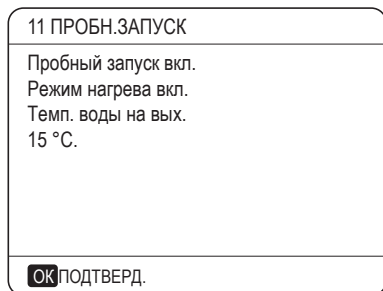 11 ПРОБН.ЗАПУСК
Пробный запуск вкл.
Режим нагрева вкл.
Темп. воды на вых.
15 °C.
OK ПОДТВЕРД.